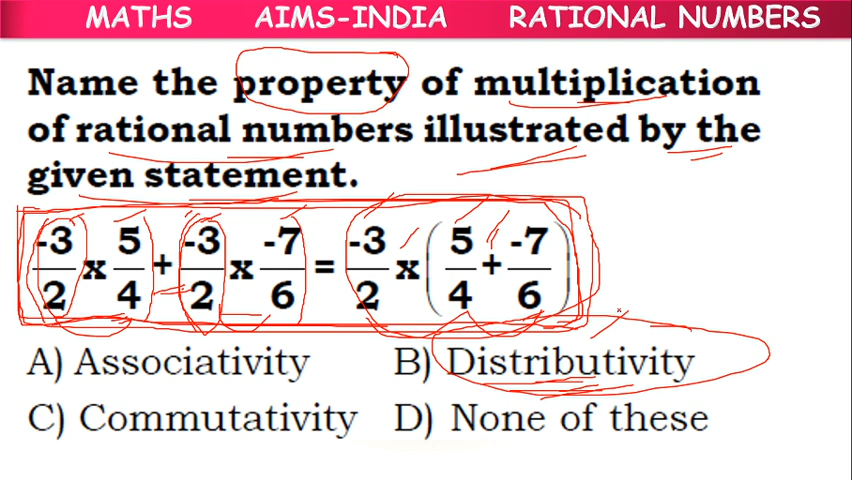 MATHS AIMS-INDIA RATIONAL NUMBERS
Name the property of multiplication
of rational numbers illustrated by the
given statement.
-3/2 x 5/4 + -3/2 x -7/6 = -3/2 x (5/4 + -7/6)
A) Associativity B) Distributivity
C) Commutativity D) None of these